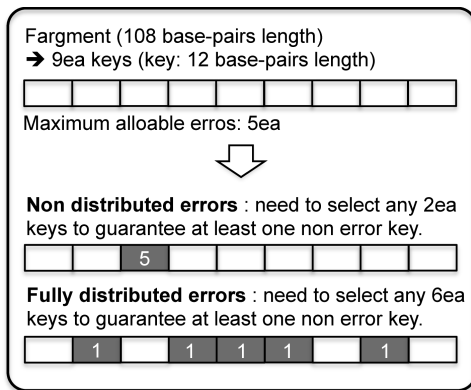 Fargment (108 base-pairs length)
➔ 9ea keys (key: 12 base-pairs length)
Maximum alloable erros: 5ea
Non distributed errors : need to select any 2ea
keys to guarantee at least one non error key.
5
Fully distributed errors : need to select any 6ea
keys to guarantee at least one non error key.
1 1 1 1 1